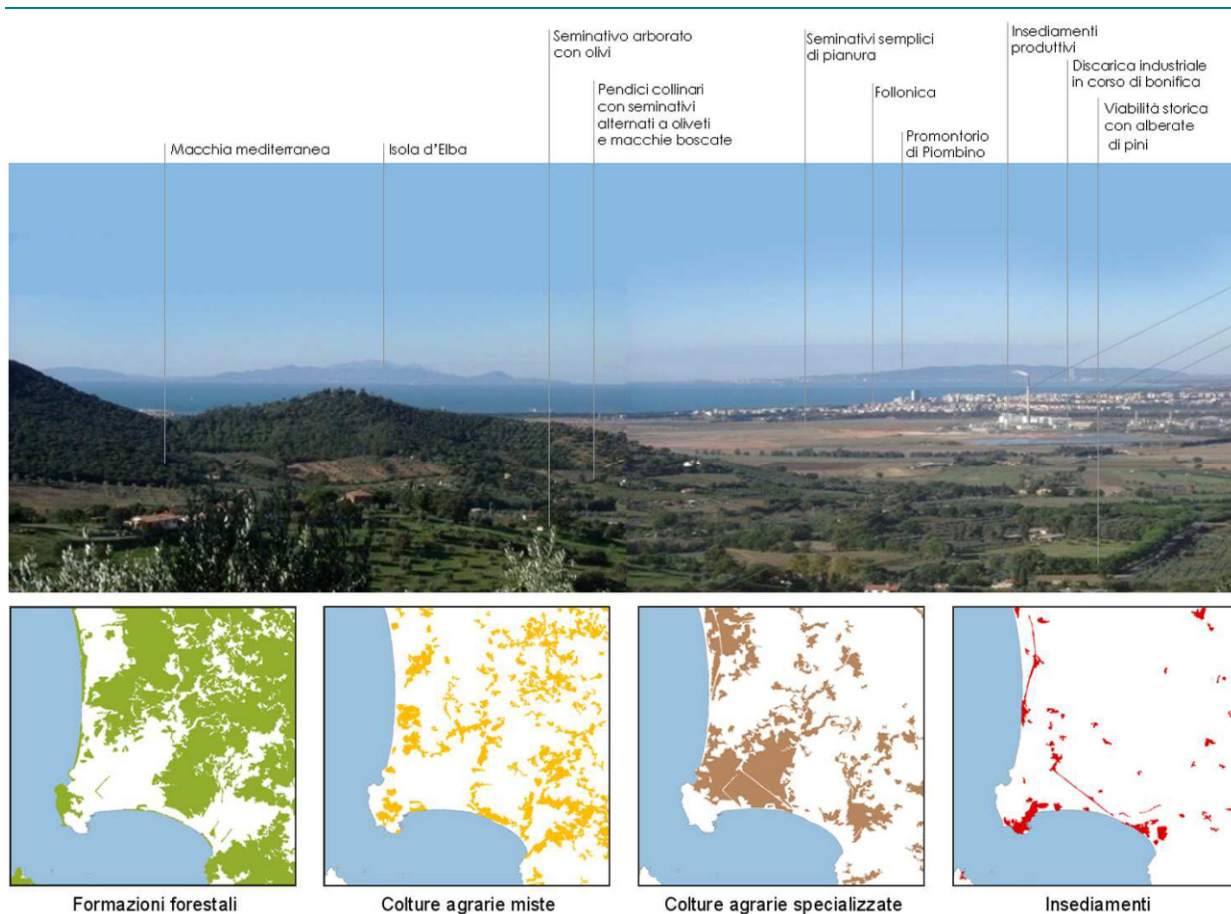 Macchia mediterranea
Isola d'Elba
Seminativo arborato
con olivi
Pendici collinari
con seminativi
alternati a oliveti
e macchie boscate
Seminativi semplici
di pianura
Follonica
Promontorio
di Piombino
Insediamenti
produttivi
Discarica industriale
in corso di bonifica
Viabilità storica
con alberate
di pini
Formazioni forestali
Colture agrarie miste
Colture agrarie specializzate
Insediamenti